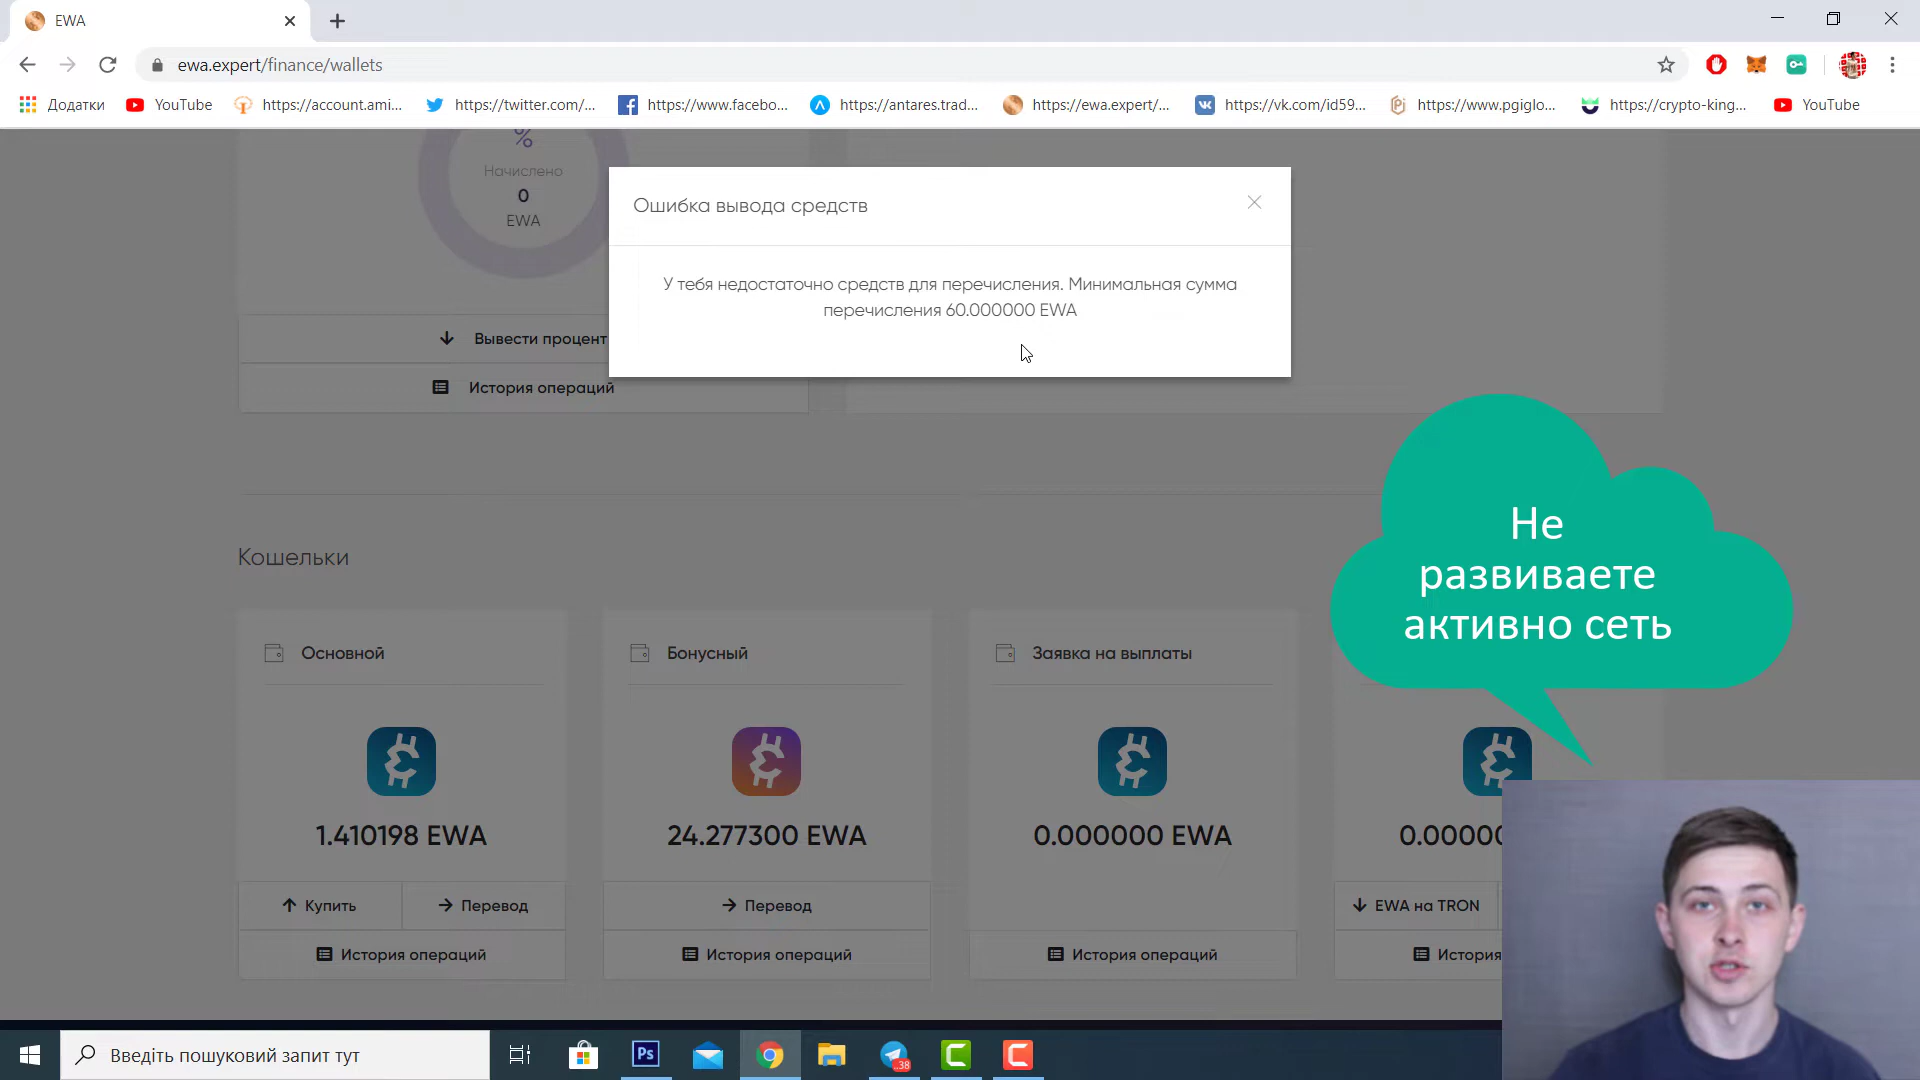 EWA
ewa.expert/finance/wallets
Додатки
YouTube
https://account.ami...
https://twitter.com/...
https://www.facebo...
https://antares.trad...
https://ewa.expert/...
https://vk.com/id59...
https://www.pgiglo...
https://crypto-king...
YouTube
%
Начислено
0
EWA
Вывести процент
История операций
Ошибка вывода средств
У тебя недостаточно средств для перечисления. Минимальная сумма
перечисления 60.000000 EWA
Не
развиваете
активно сеть
Кошельки
Основной
1.410198 EWA
Купить
Перевод
История операций
Бонусный
24.277300 EWA
Перевод
История операций
Заявка на выплаты
0.000000 EWA
История операций
EWA на TRON
Введіть пошуковий запит тут
Ps